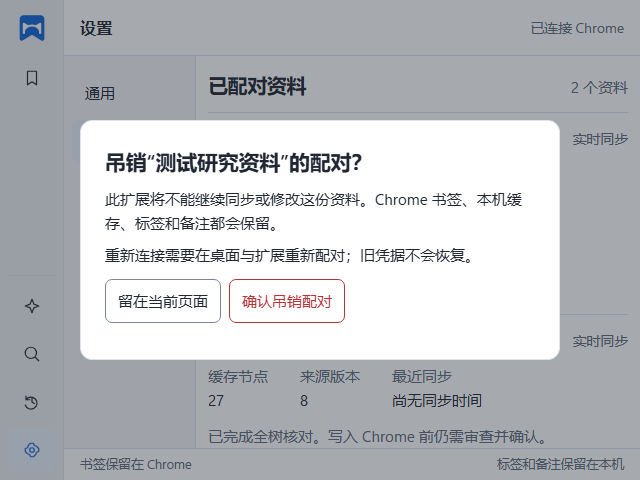 设置
已连接 Chrome
通用
已配对资料
2 个资料
实时同步
吊销“测试研究资料”的配对？
此扩展将不能继续同步或修改这份资料。Chrome 书签、本机缓
存、标签和备注都会保留。
重新连接需要在桌面与扩展重新配对；旧凭据不会恢复。
留在当前页面
确认吊销配对
实时同步
缓存节点
来源版本
最近同步
27
8
尚无同步时间
已完成全树核对。写入 Chrome 前仍需审查并确认。
书签保留在 Chrome
标签和备注保留在本机